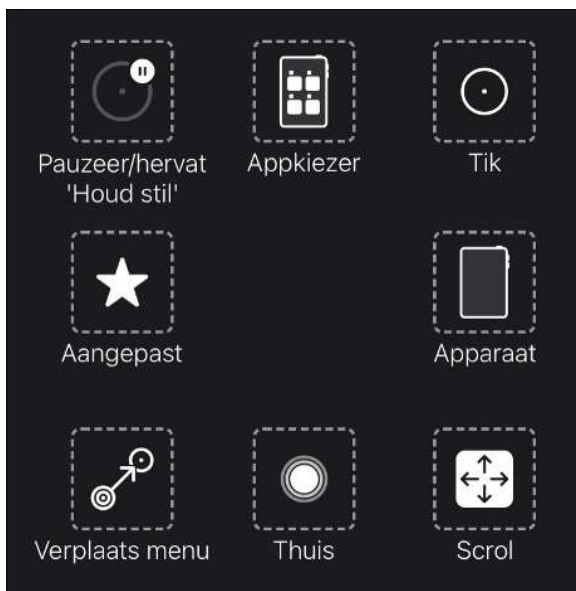 Pauzeer/hervat
'Houd stil'
Appkiezer
Tik
Aangepast
Apparaat
Verplaats menu
Thuis
Scrol